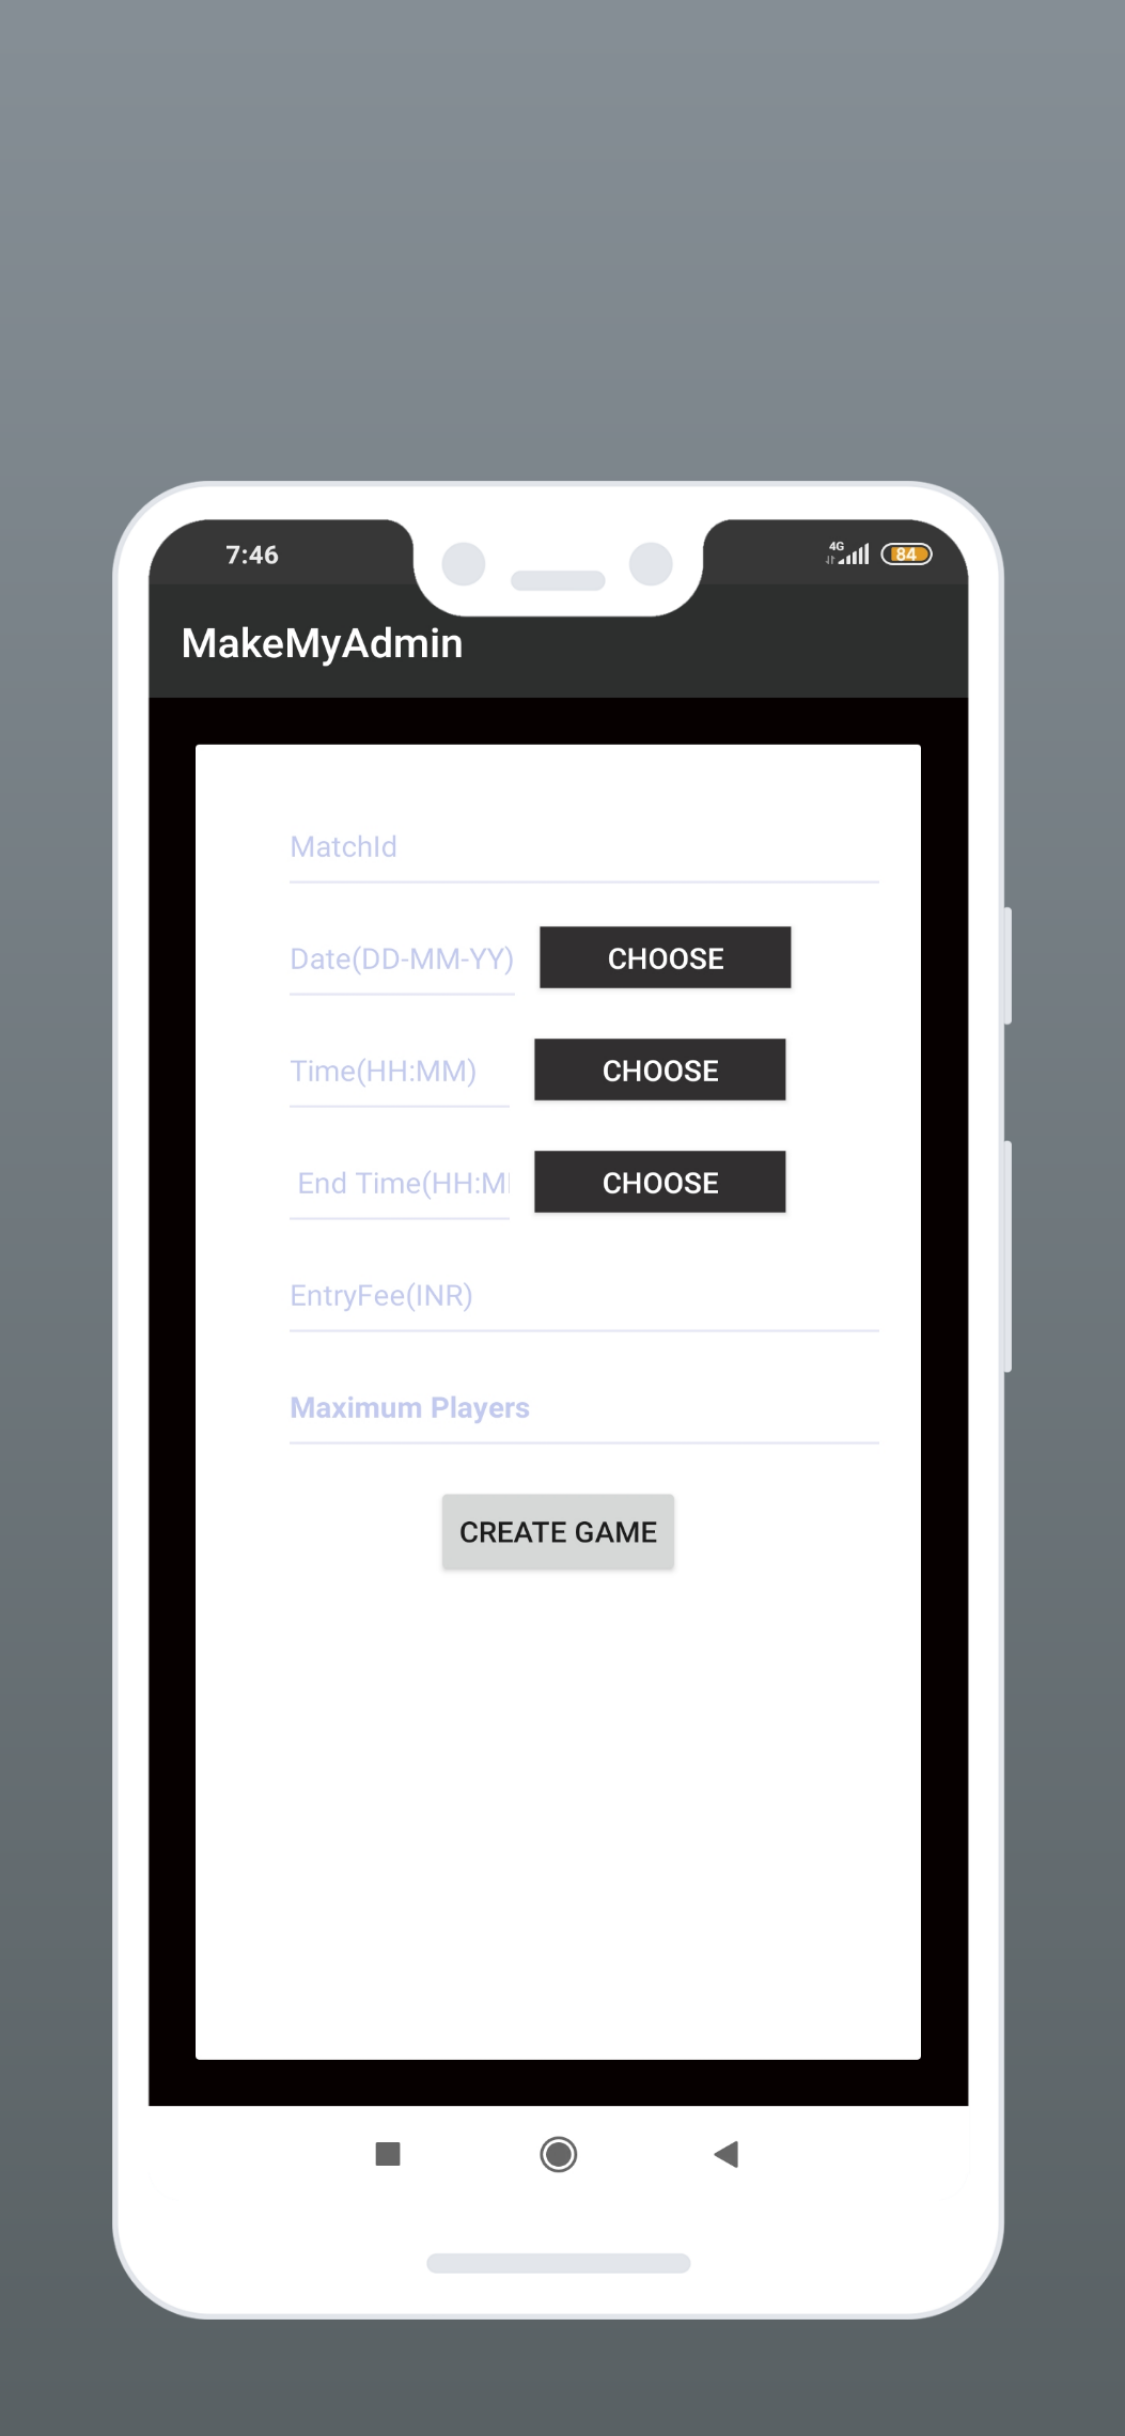 7:46 4G 84
MakeMyAdmin
MatchId
Date(DD-MM-YY) CHOOSE
Time(HH:MM) CHOOSE
End Time(HH:M CHOOSE
EntryFee(INR)
Maximum Players
CREATE GAME